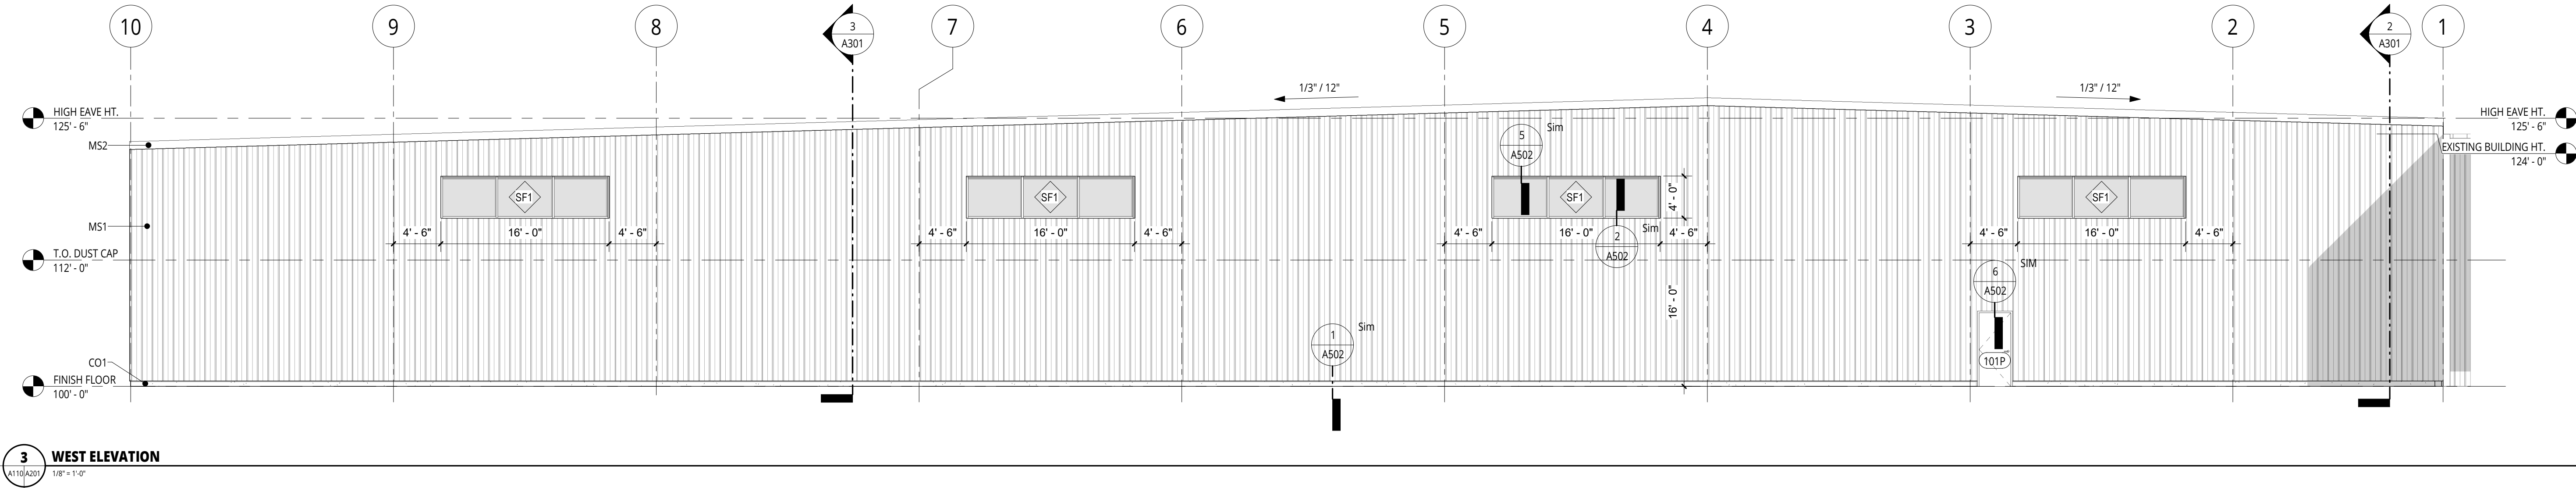 10 9 8 3 7 6 5 4 3 2 2 1
A301 A301
1/3" / 12" 1/3" / 12"
HIGH EAVE HT. HIGH EAVE HT.
125' - 6" 125' - 6"
5 Sim
A502
MS2
EXISTING BUILDING HT.
124' - 0"
SF1 SF1 SF1 SF1
4' - 0"
MS1
4' - 6" 16' - 0" 4' - 6" 4' - 6" 16' - 0" 4' - 6" 4' - 6" 16' - 0" 4' - 6" 4' - 6" 16' - 0" 4' - 6"
2 Sim
A502
T.O. DUST CAP
112' - 0"
6 SIM
A502
16' - 0"
1 Sim
A502
101P
CO1
FINISH FLOOR
100' - 0"
3 WEST ELEVATION
A110 A201 1/8" = 1'-0"